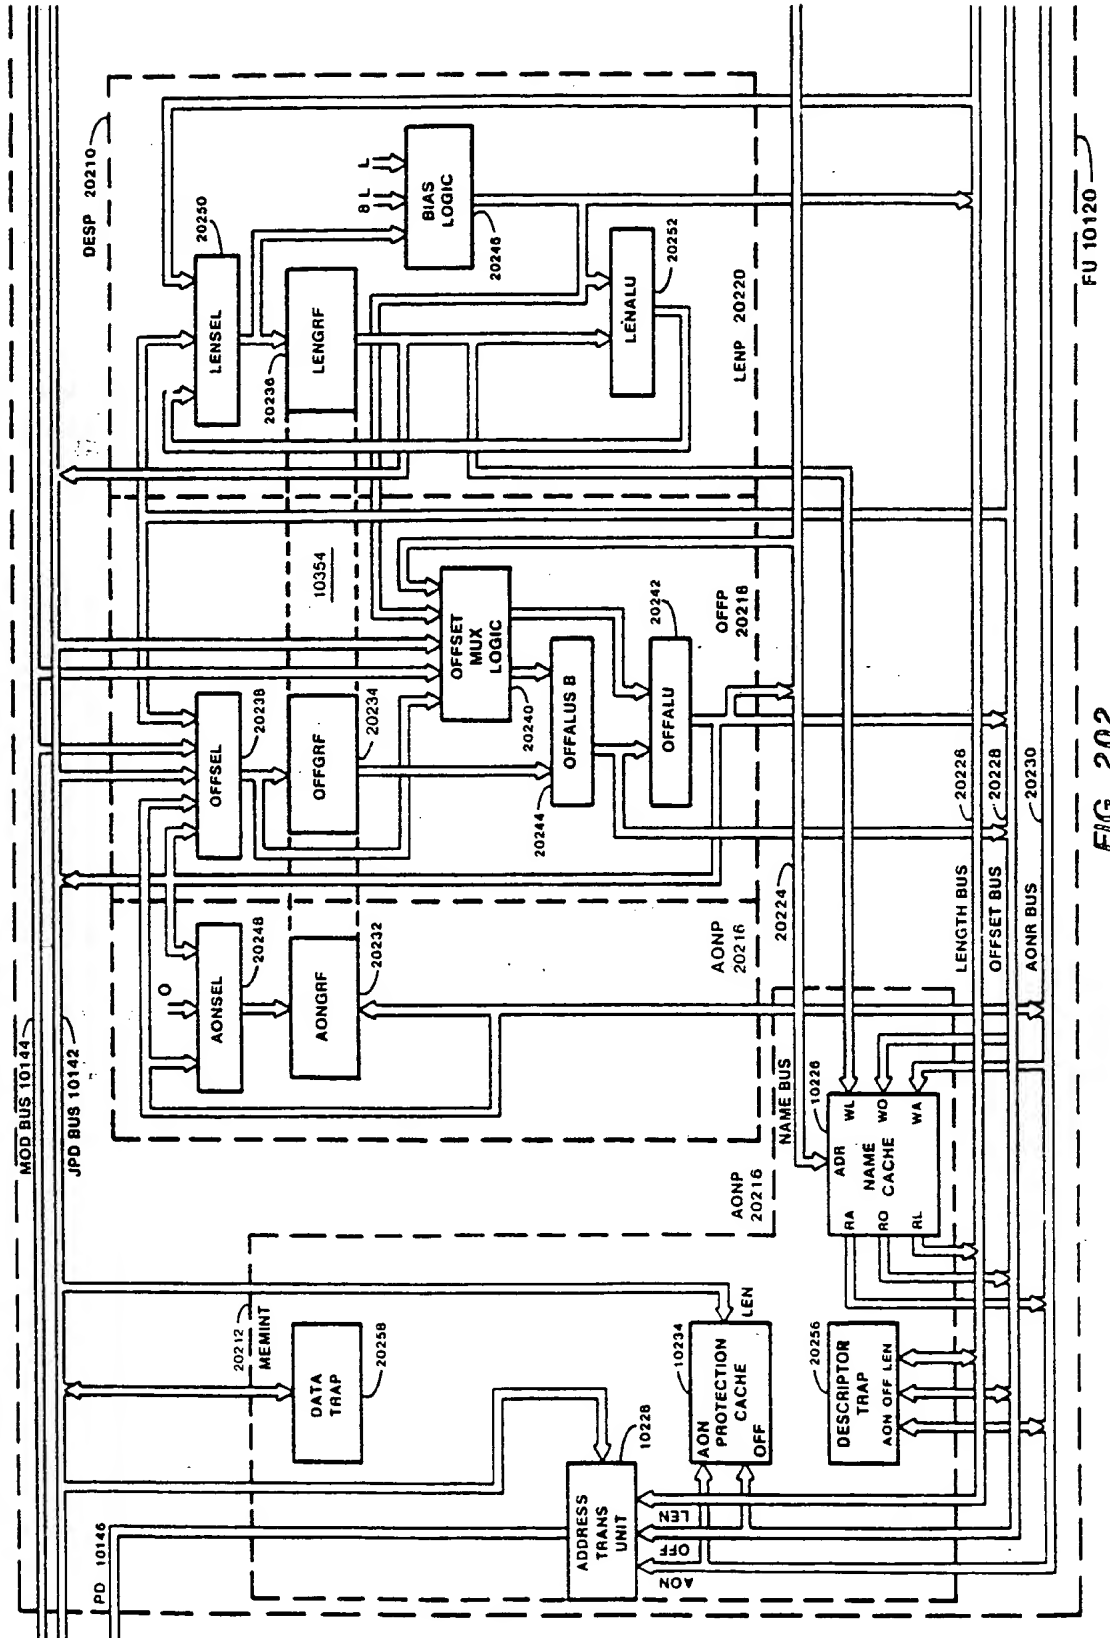 MOD BUS 10144
JPD BUS 10142
PD 10146
DESP 20210
20212
MEMINT
DATA
TRAP
20258
ADDRESS
TRANS
UNIT
10228
AON
OFF
LEN
AON
PROTECTION
CACHE
OFF
10234
LEN
DESCRIPTOR
TRAP
AON OFF LEN
20256
AONP
20216
NAME BUS
20224
ADR
NAME
CACHE
RA
RO
RL
WL
WO
WA
10226
AONSEL
20248
O
AONGRF
20232
AONP
20216
OFFSEL
20238
OFFGRF
20234
10354
OFFSET
MUX
LOGIC
20240
OFFALUS B
20244
OFFALU
20242
OFFP
20218
LENSEL
20250
LENGRF
20236
8 L
L
BIAS
LOGIC
20246
LENALU
20252
LENP 20220
LENGTH BUS
20226
OFFSET BUS
20228
AONR BUS
20230
FU 10120
FIG 202